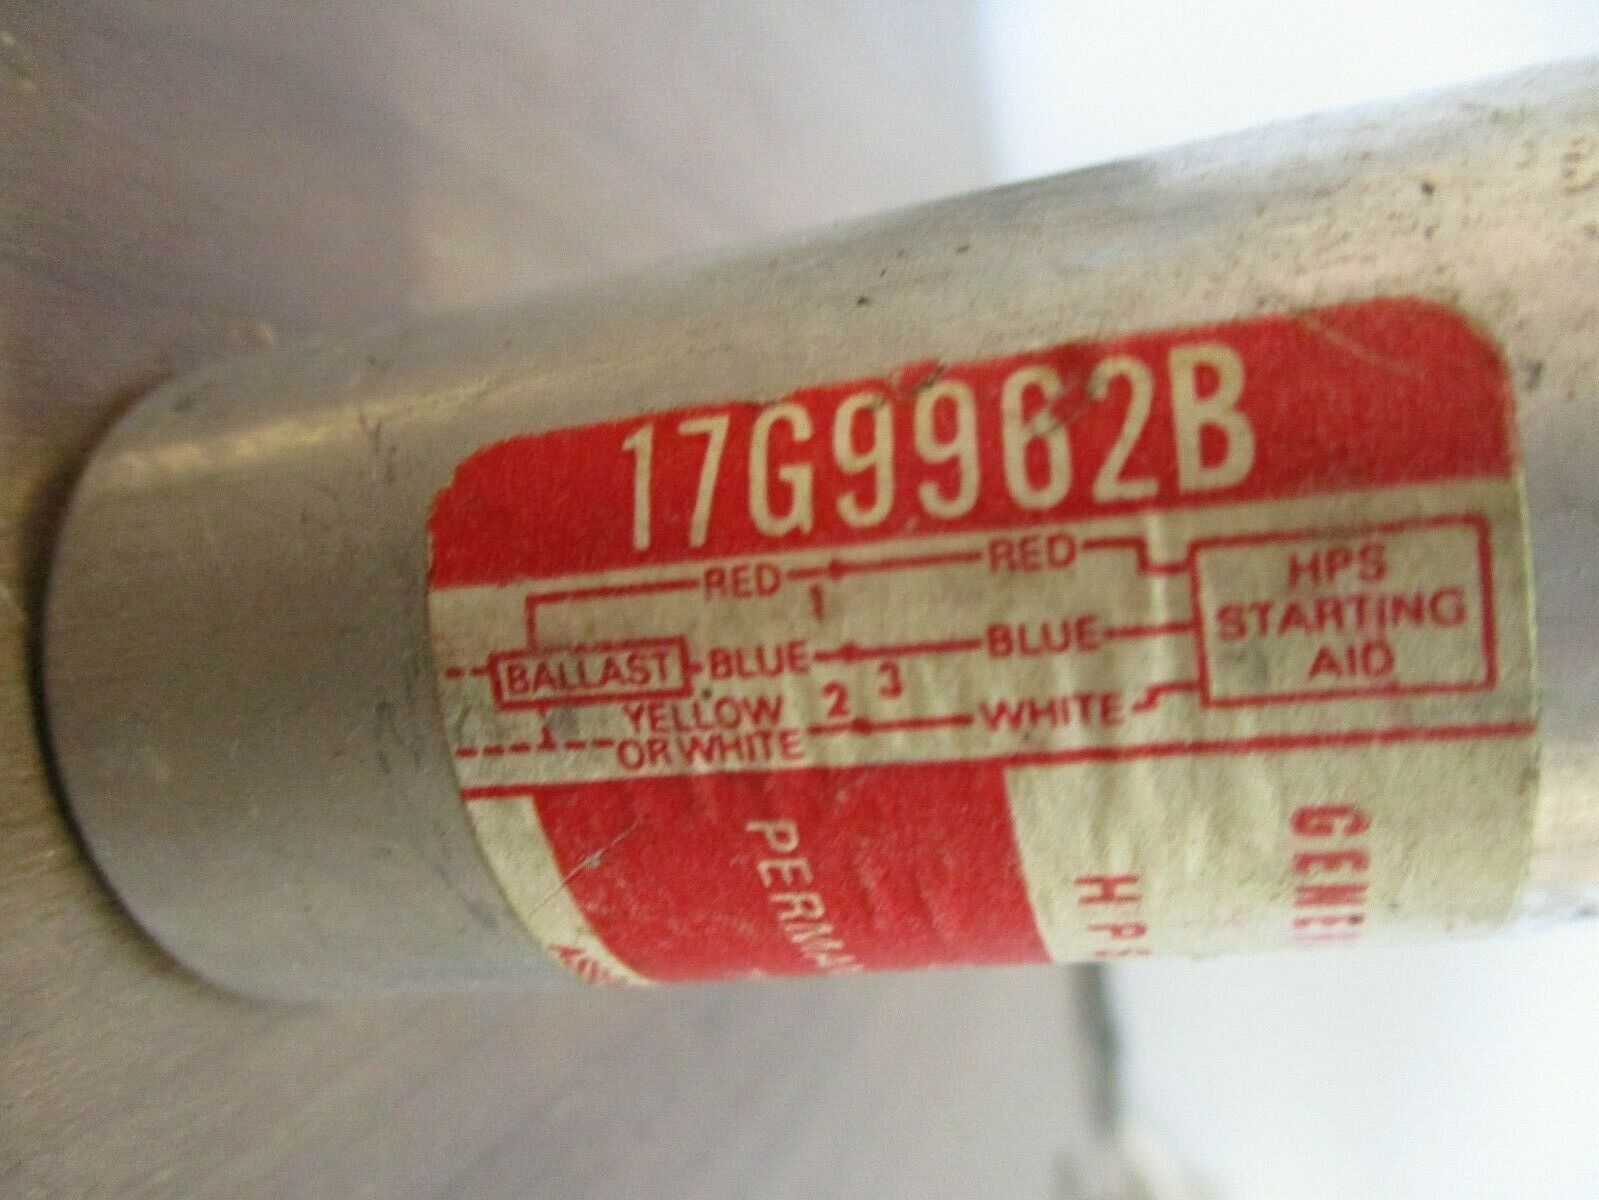 17G9962B
RED 1 RED
HPS
STARTING
AID
BALLAST BLUE 3 BLUE
YELLOW
OR WHITE 2 WHITE